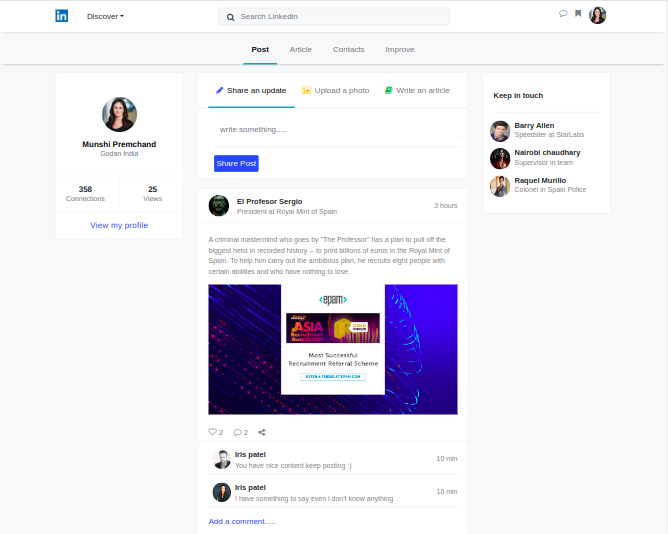 in
Discover
Search Linkedin
Post
Article
Contacts
Improve
Munshi Premchand
Godan India
358
Connections
25
Views
View my profile
Share an update
Upload a photo
Write an article
write something.....
Share Post
El Profesor Sergio
President at Royal Mint of Spain
3 hours
A criminal mastermind who goes by "The Professor" has a plan to pull off the
biggest heist in recorded history -- to print billions of euros in the Royal Mint of
Spain. To help him carry out the ambitious plan, he recruits eight people with
certain abilities and who have nothing to lose.
<epam>
ASIA
Recruitment
Awards
GOLD
Most Successful
Recruitment Referral Scheme
2
2
Iris patel
You have nice content keep posting :)
10 min
Iris patel
I have something to say even i don't know anything.
10 min
Add a comment.....
Keep in touch
Barry Allen
Speedster at StarLabs
Nairobi chaudhary
Supervisor in team
Raquel Murillo
Colonel in Spain Police